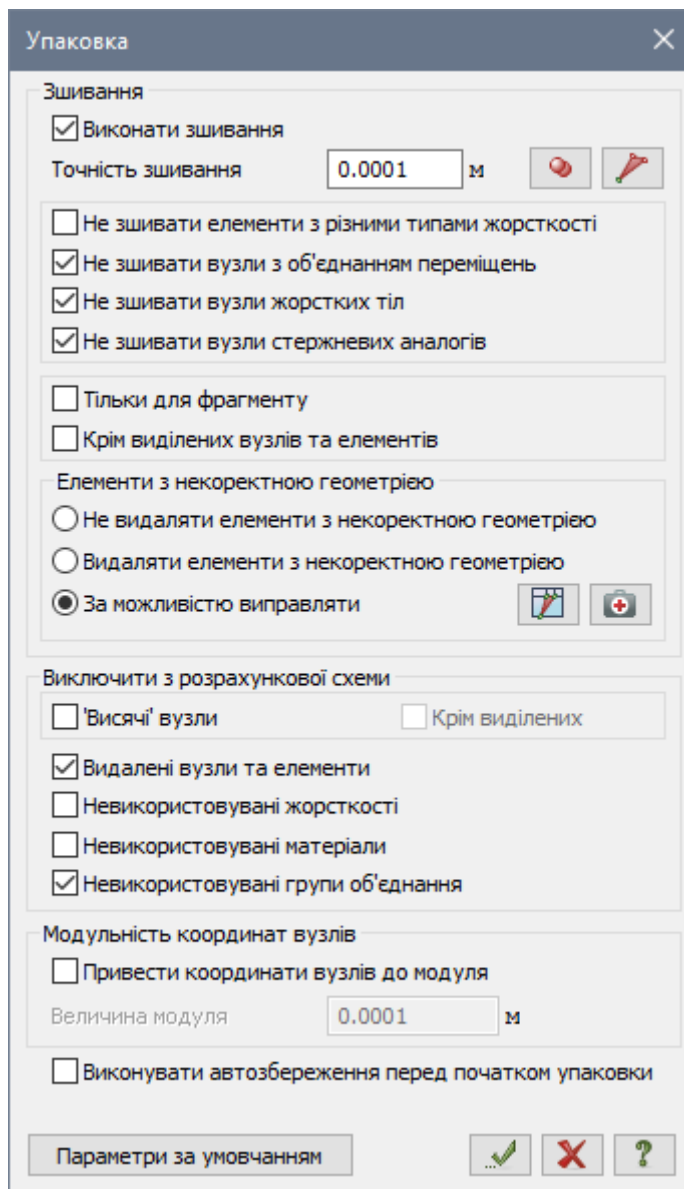 Упаковка
Зшивання
Виконати зшивання
Точність зшивання 0.0001 м
Не зшивати елементи з різними типами жорсткості
Не зшивати вузли з об'єднанням переміщень
Не зшивати вузли жорстких тіл
Не зшивати вузли стержневих аналогів
Тільки для фрагменту
Крім виділених вузлів та елементів
Елементи з некоректною геометрією
Не видаляти елементи з некоректною геометрією
Видаляти елементи з некоректною геометрією
За можливістю виправляти
Виключити з розрахункової схеми
'Висячі' вузли Крім виділених
Видалені вузли та елементи
Невикористовувані жорсткості
Невикористовувані матеріали
Невикористовувані групи об'єднання
Модульність координат вузлів
Привести координати вузлів до модуля
Величина модуля 0.0001 м
Виконувати автозбереження перед початком упаковки
Параметри за умовчанням ?